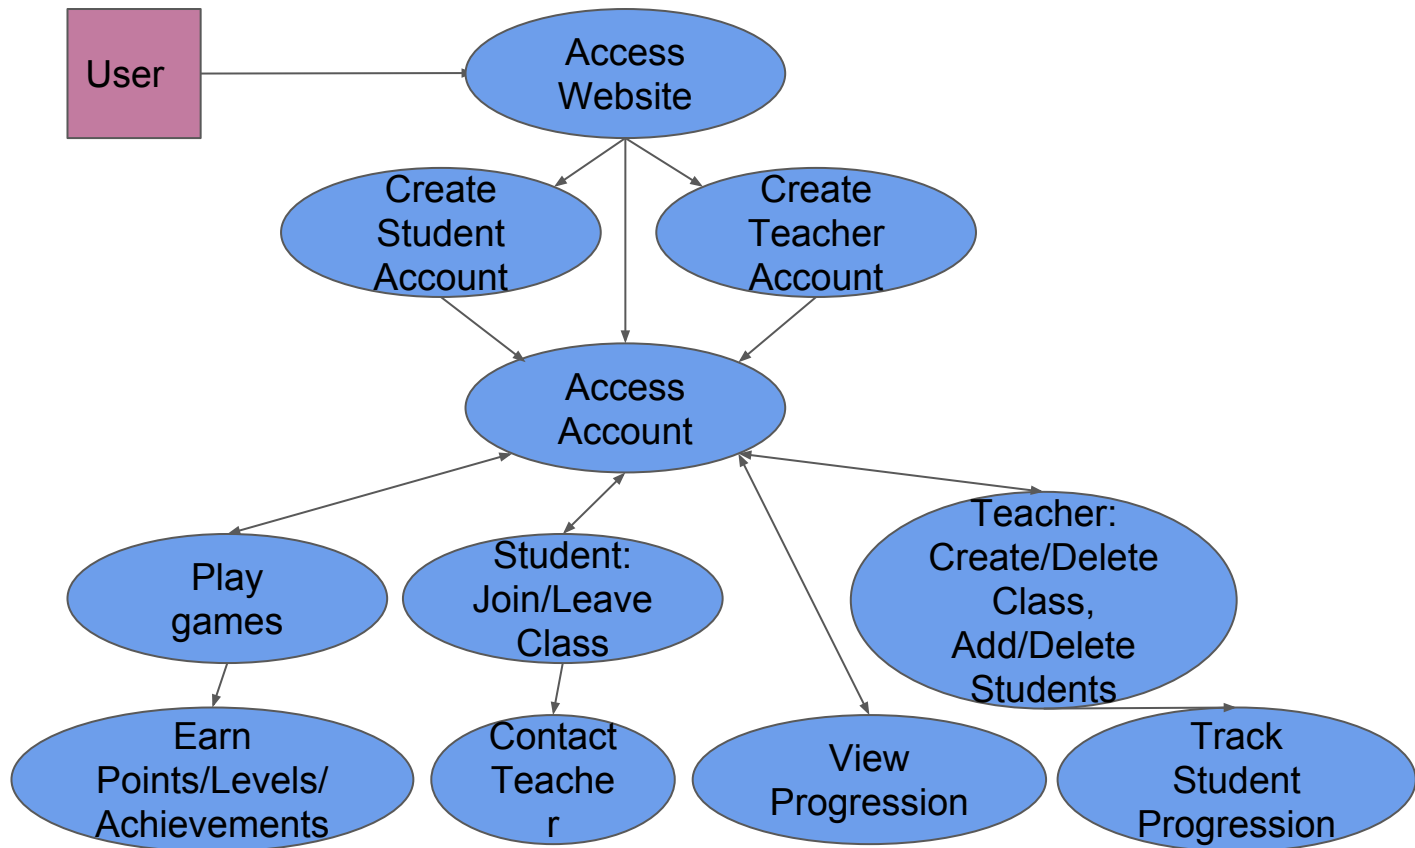 User
Access
Website
Create
Student
Account
Create
Teacher
Account
Access
Account
Play
games
Student:
Join/Leave
Class
Teacher:
Create/Delete
Class,
Add/Delete
Students
Earn
Points/Levels/
Achievements
Contact
Teache
r
View
Progression
Track
Student
Progression